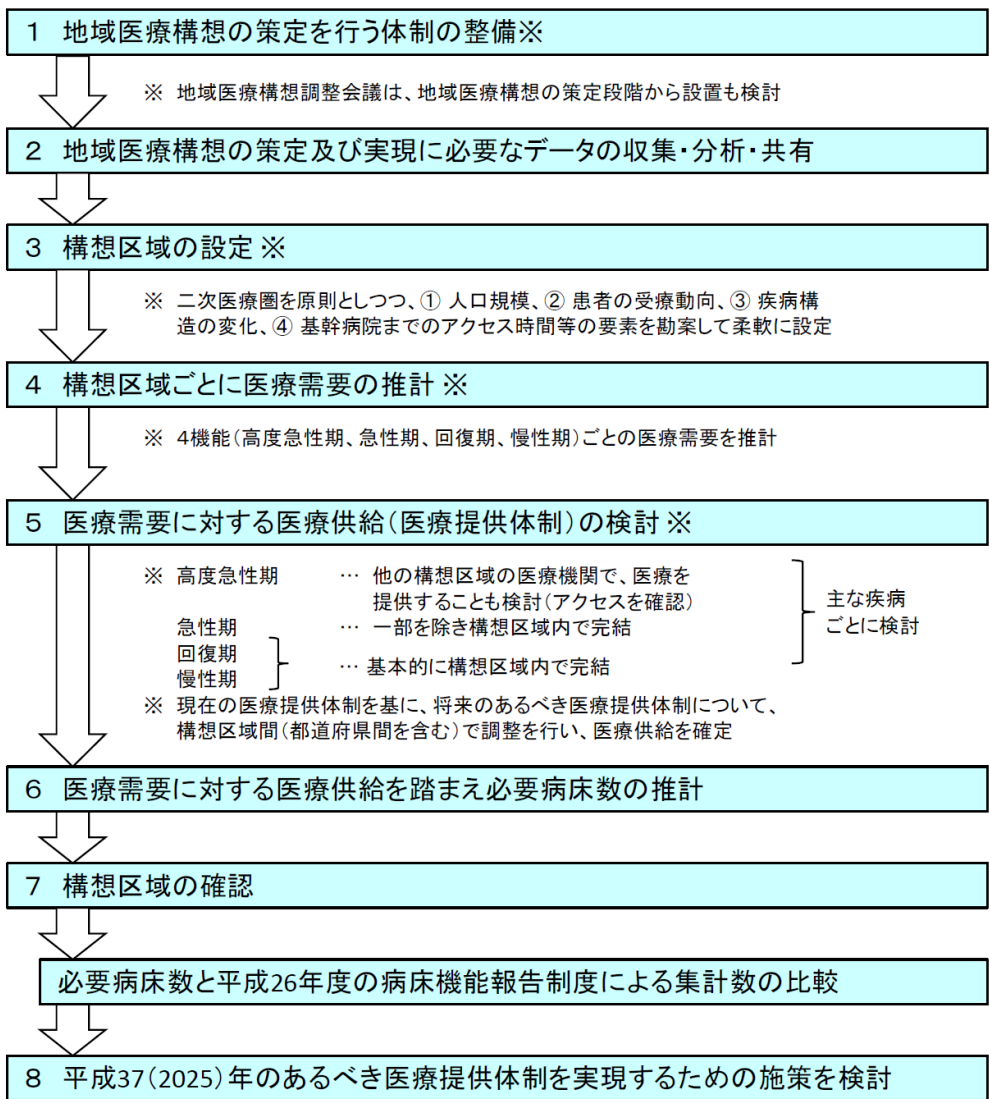 １ 地域医療構想の策定を行う体制の整備※
※ 地域医療構想調整会議は、地域医療構想の策定段階から設置も検討
２ 地域医療構想の策定及び実現に必要なデータの収集・分析・共有
３ 構想区域の設定※
※ 二次医療圏を原則としつつ、① 人口規模、② 患者の受療動向、③ 疾病構
造の変化、④ 基幹病院までのアクセス時間等の要素を勘案して柔軟に設定
４ 構想区域ごとに医療需要の推計※
※ ４機能（高度急性期、急性期、回復期、慢性期）ごとの医療需要を推計
５ 医療需要に対する医療供給（医療提供体制）の検討※
※ 高度急性期 … 他の構想区域の医療機関で、医療を
提供することも検討（アクセスを確認）
急性期 … 一部を除き構想区域内で完結
回復期
慢性期
… 基本的に構想区域内で完結
主な疾病
ごとに検討
※ 現在の医療提供体制を基に、将来のあるべき医療提供体制について、
構想区域間（都道府県間を含む）で調整を行い、医療供給を確定
６ 医療需要に対する医療供給を踏まえ必要病床数の推計
７ 構想区域の確認
必要病床数と平成26年度の病床機能報告制度による集計数の比較
８ 平成37（2025）年のあるべき医療提供体制を実現するための施策を検討